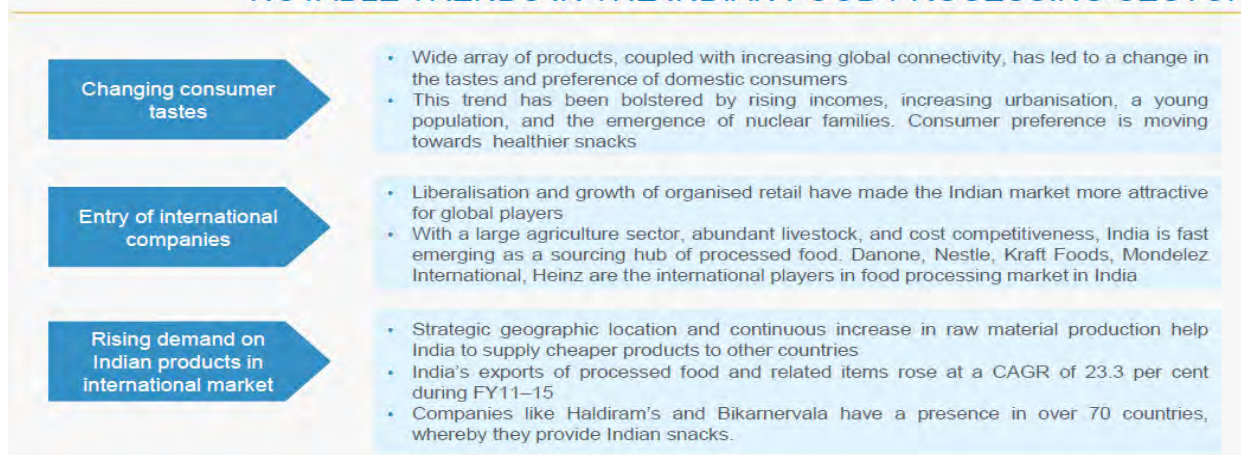 NOTABLE TRENDS IN THE INDIAN FOOD PROCESSING SECTOR
Changing consumer
tastes
• Wide array of products, coupled with increasing global connectivity, has led to a change in
the tastes and preference of domestic consumers
• This trend has been bolstered by rising incomes, increasing urbanisation, a young
population, and the emergence of nuclear families. Consumer preference is moving
towards healthier snacks
Entry of international
companies
• Liberalisation and growth of organised retail have made the Indian market more attractive
for global players
• With a large agriculture sector, abundant livestock, and cost competitiveness, India is fast
emerging as a sourcing hub of processed food. Danone, Nestle, Kraft Foods, Mondelez
International, Heinz are the international players in food processing market in India
Rising demand on
Indian products in
international market
• Strategic geographic location and continuous increase in raw material production help
India to supply cheaper products to other countries
• India's exports of processed food and related items rose at a CAGR of 23.3 per cent
during FY11–15
• Companies like Haldiram's and Bikarnervala have a presence in over 70 countries,
whereby they provide Indian snacks.